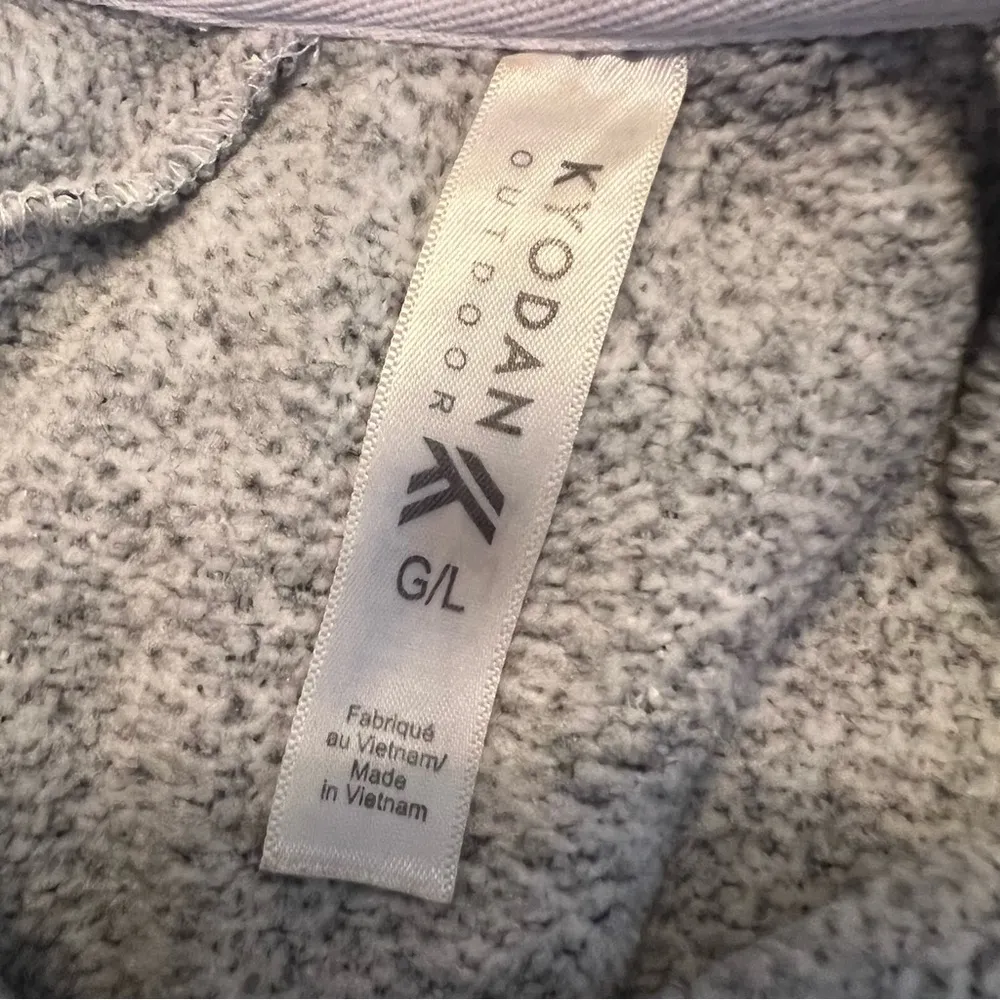 KYODAN
OUTDOOR
G/L
Fabriqué
au Vietnam/
Made
in Vietnam